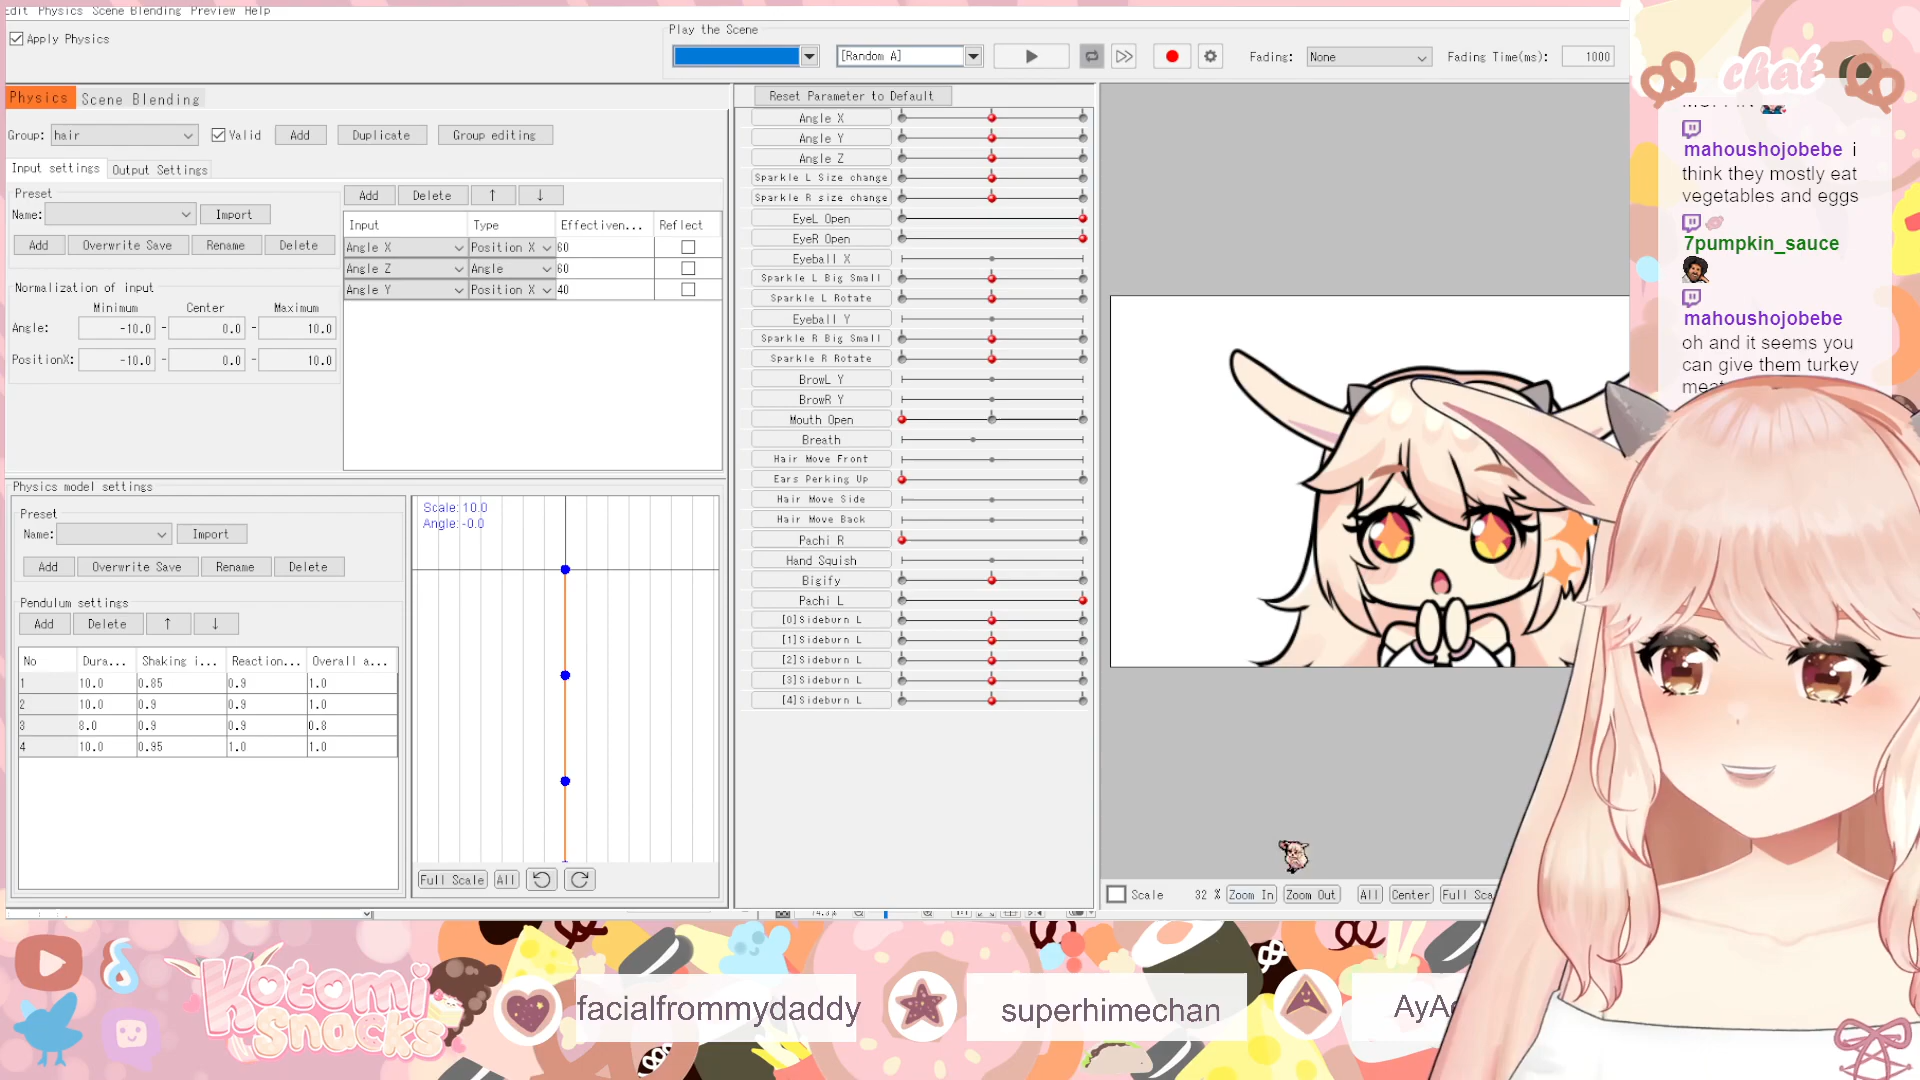 Edit Physics Scene Blending Preview Help
Apply Physics
Play the Scene
[Random A]
Fading: None
Fading Time(ms): 1000
Physics Scene Blending
Group: hair
Valid Add Duplicate Group editing
Input settings Output Settings
Preset
Name: Import
Add Overwrite Save Rename Delete
Normalization of input
Minimum Center Maximum
Angle: -10.0 - 0.0 - 10.0
PositionX: -10.0 - 0.0 - 10.0
Add Delete ↑ ↓
Input Type Effectiven... Reflect
Angle X Position X 60
Angle Z Angle 60
Angle Y Position X 40
Physics model settings
Preset
Name: Import
Add Overwrite Save Rename Delete
Pendulum settings
Add Delete ↑ ↓
No Dura... Shaking i... Reaction... Overall a...
1 10.0 0.85 0.9 1.0
2 10.0 0.9 0.9 1.0
3 8.0 0.9 0.9 0.8
4 10.0 0.95 1.0 1.0
Scale: 10.0
Angle: -0.0
Full Scale All
Reset Parameter to Default
Angle X
Angle Y
Angle Z
Sparkle L Size change
Sparkle R size change
EyeL Open
EyeR Open
Eyeball X
Sparkle L Big Small
Sparkle L Rotate
Eyeball Y
Sparkle R Big Small
Sparkle R Rotate
BrowL Y
BrowR Y
Mouth Open
Breath
Hair Move Front
Ears Perking Up
Hair Move Side
Hair Move Back
Pachi R
Hand Squish
Bigify
Pachi L
[0]Sideburn L
[1]Sideburn L
[2]Sideburn L
[3]Sideburn L
[4]Sideburn L
Scale 32 % Zoom In Zoom Out All Center Full Sca
chat
mahoushojobebe i
think they mostly eat
vegetables and eggs
7pumpkin_sauce
mahoushojobebe
oh and it seems you
can give them turkey
meat
Kotomi
Snacks
facialfrommydaddy
superhimechan